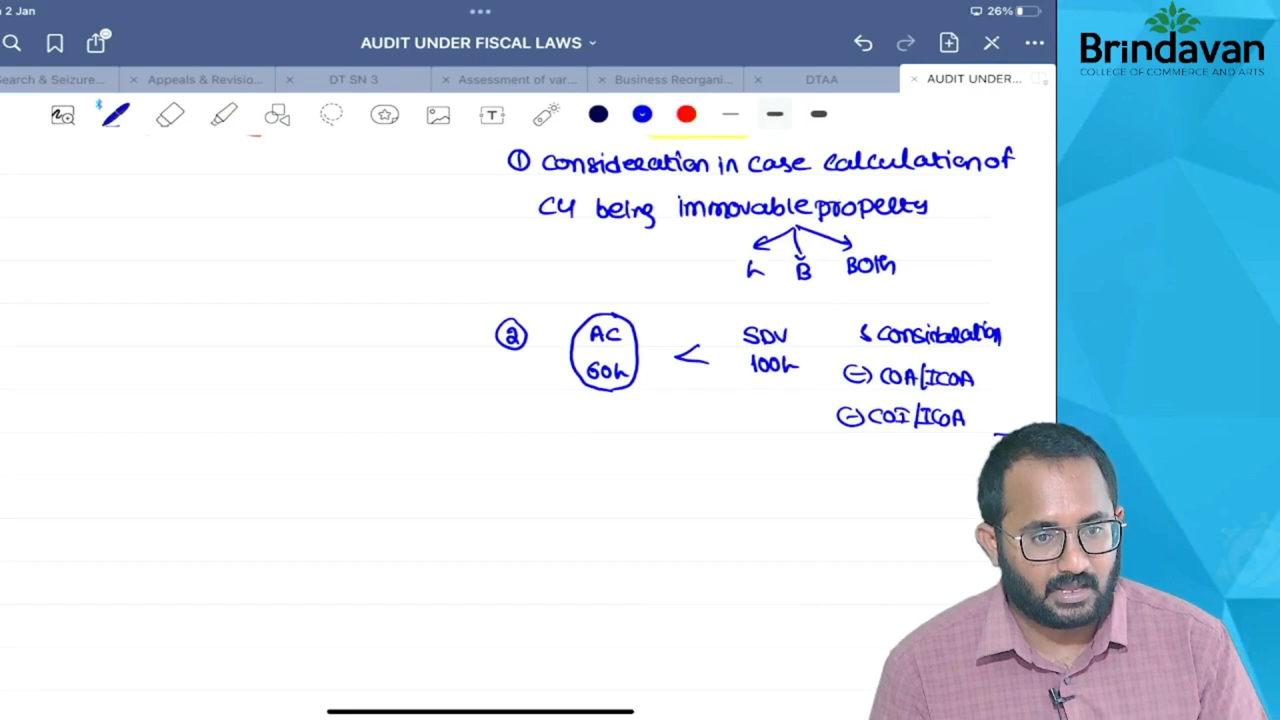 2 Jan
26%
AUDIT UNDER FISCAL LAWS
earch & Seizure...
Appeals & Revisio...
DT SN 3
Assessment of var...
Business Reorgani...
DTAA
AUDIT UNDER...
Brindavan
COLLEGE OF COMMERCE AND ARTS
① Consideration in case calculation of
CG being immovable property
L B Both
② AC < SDV Consideration
60L 100L (-) COA/ICOA
(-) COI/ICOA